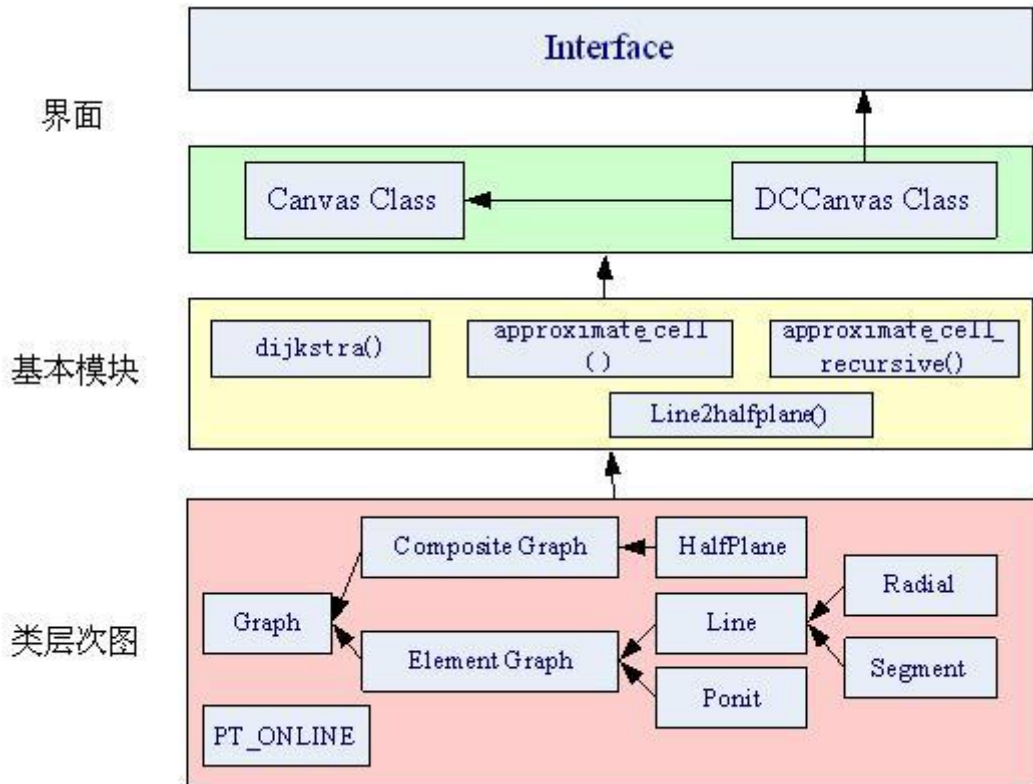 Interface
界面
Canvas Class
DCCanvas Class
基本模块
dijkstra()
approximate_cell
()
approximate_cell_
recursive()
Line2halfplane()
类层次图
Composite Graph
HalfPlane
Graph
Line
Radial
Element Graph
Segment
Ponit
PT_ONLINE